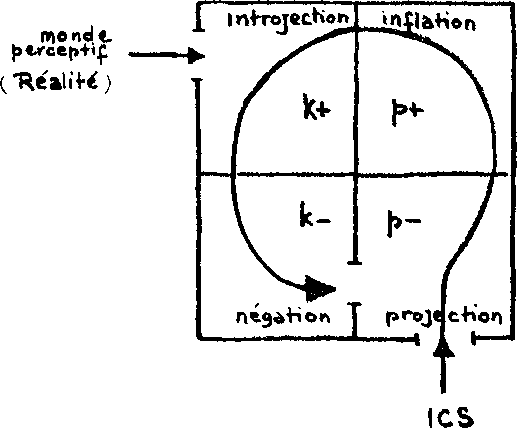 introjection
inflation
monde
perceptif
(Réalité)
k+
p+
k-
p-
négation
projection
ICS